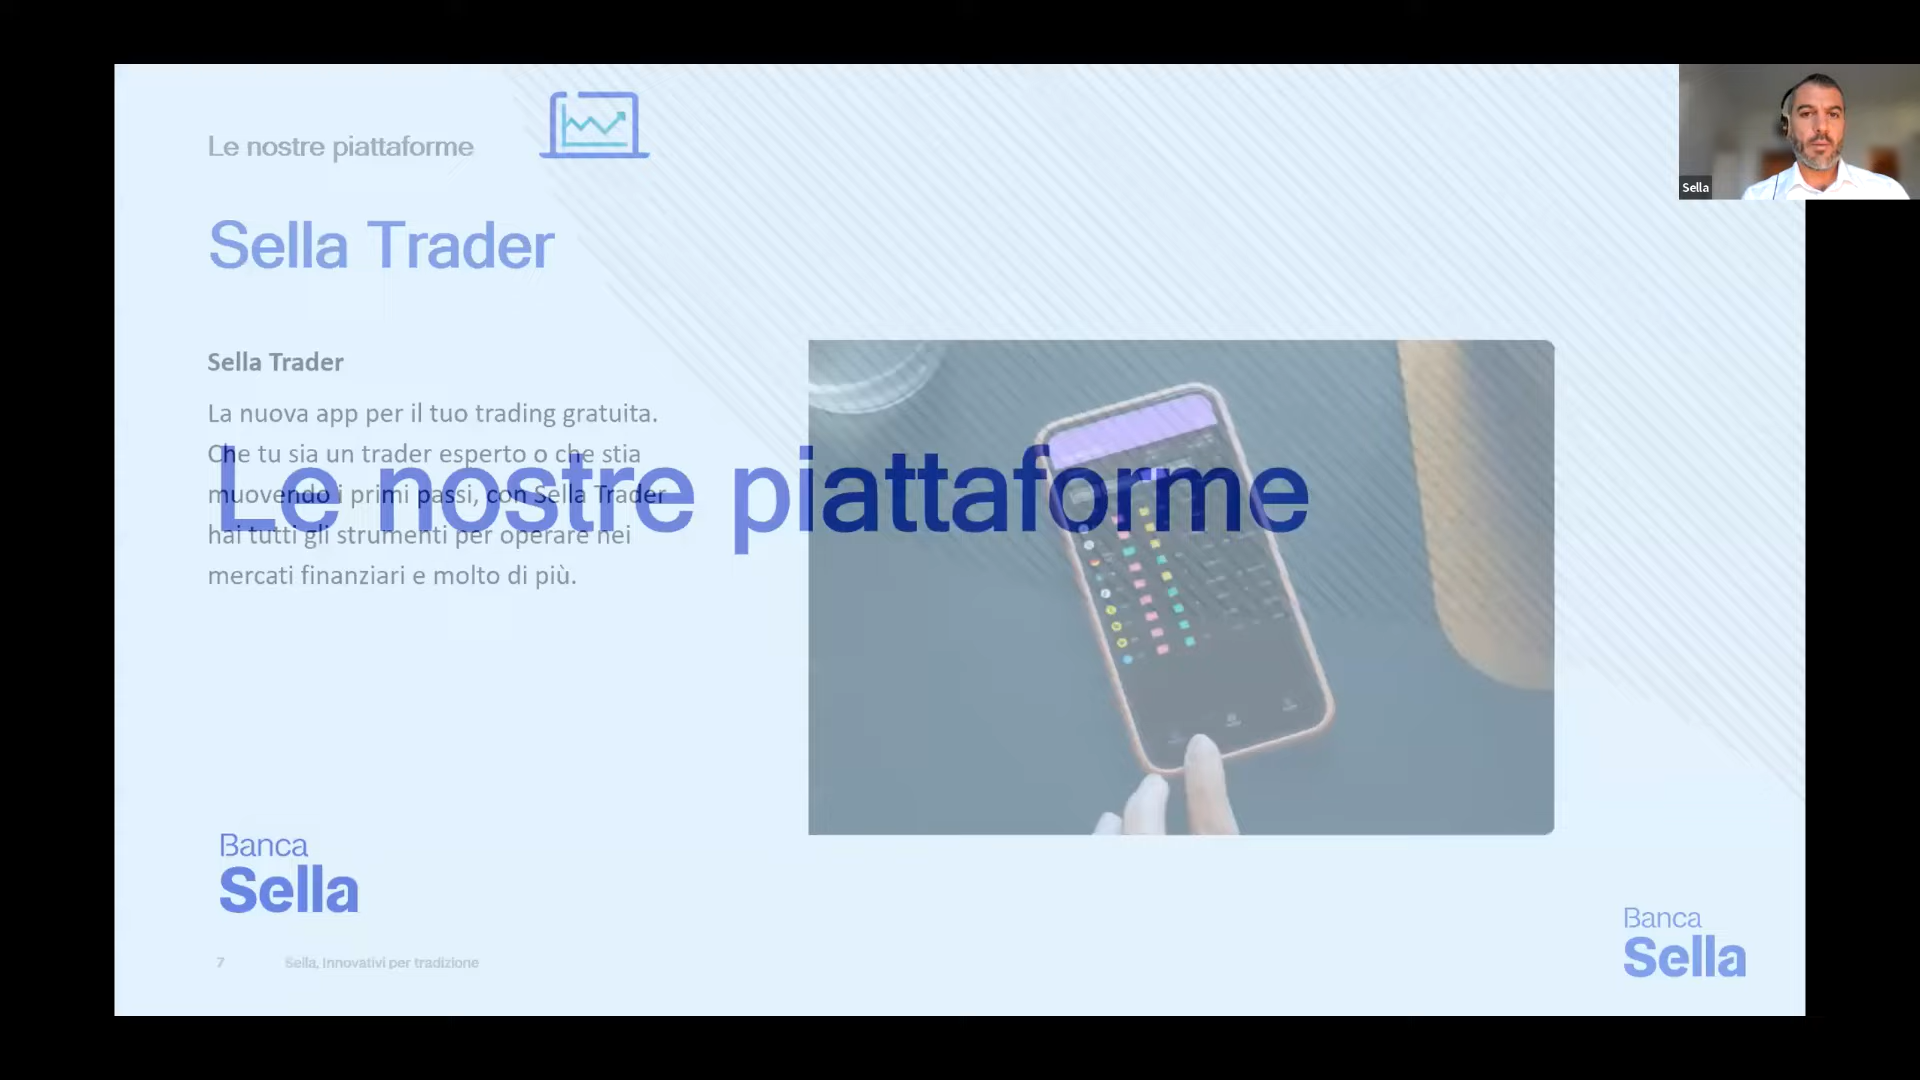 Le nostre piattaforme
Sella Trader
Sella Trader
La nuova app per il tuo trading gratuita.
Che tu sia un trader esperto o che stia
muovendo i primi passi, con Sella Trader
hai tutti gli strumenti per operare nei
mercati finanziari e molto di più.
Le nostre piattaforme
Banca
Sella
7
Sella, Innovativi per tradizione
Banca
Sella
Sella